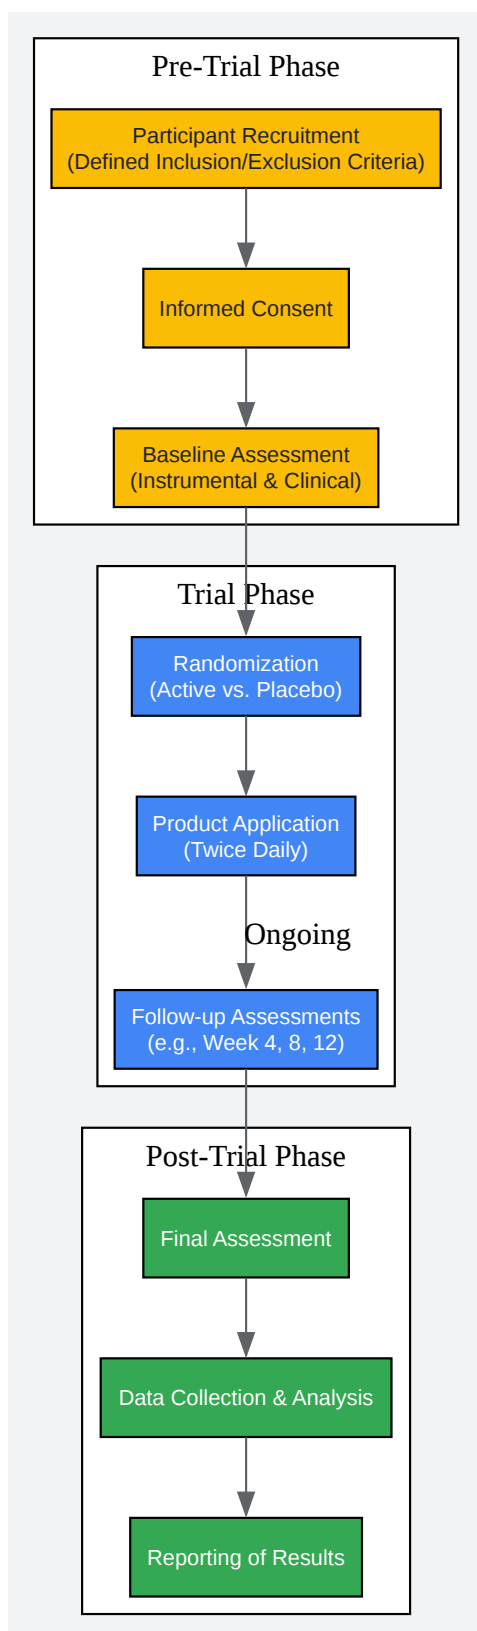 Pre-Trial Phase
Participant Recruitment
(Defined Inclusion/Exclusion Criteria)
Informed Consent
Baseline Assessment
(Instrumental & Clinical)
Trial Phase
Randomization
(Active vs. Placebo)
Product Application
(Twice Daily)
Ongoing
Follow-up Assessments
(e.g., Week 4, 8, 12)
Post-Trial Phase
Final Assessment
Data Collection & Analysis
Reporting of Results